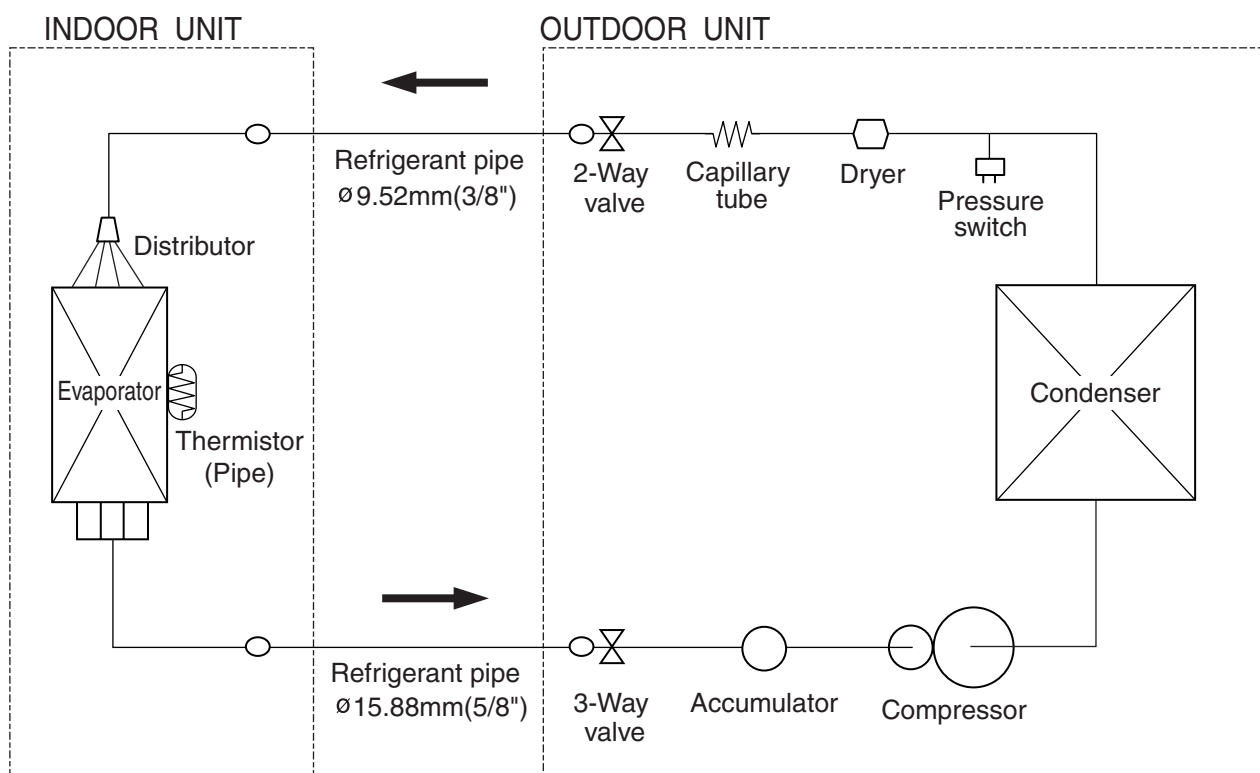 INDOOR UNIT
OUTDOOR UNIT
Refrigerant pipe
ø9.52mm(3/8")
2-Way
valve
Capillary
tube
Dryer
Pressure
switch
Distributor
Evaporator
Thermistor
(Pipe)
Condenser
Refrigerant pipe
ø15.88mm(5/8")
3-Way
valve
Accumulator
Compressor